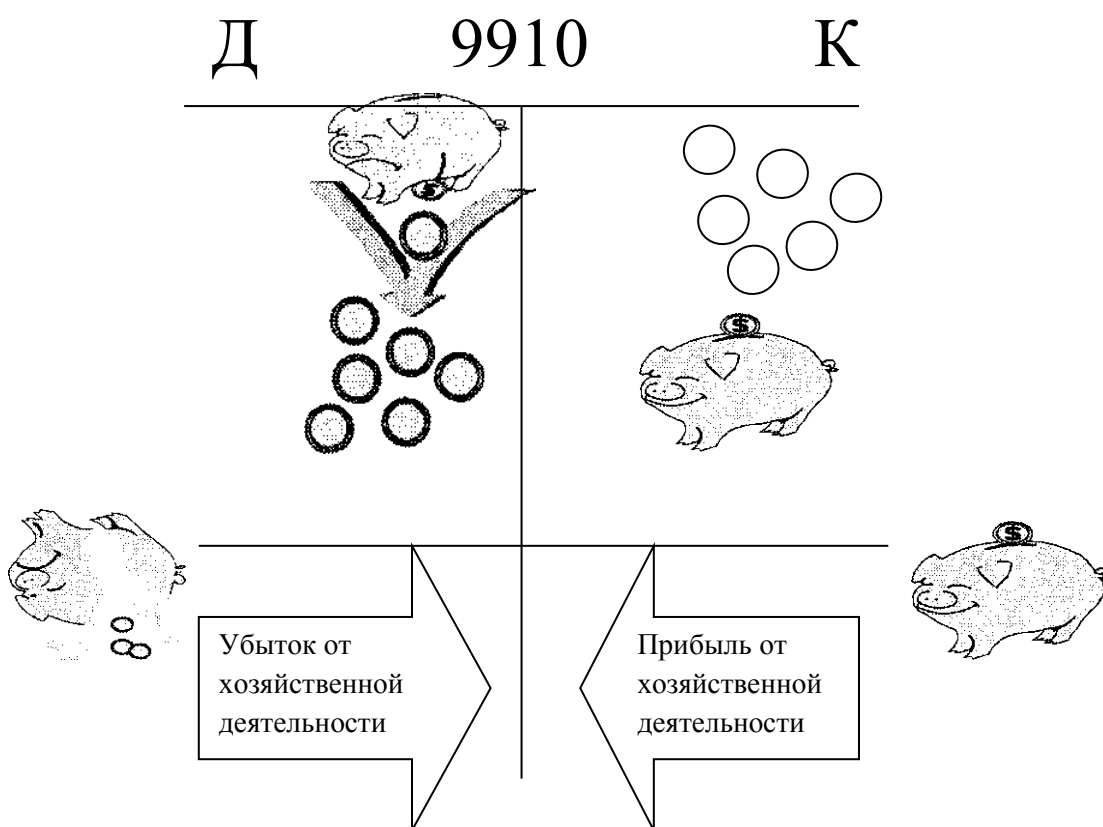 Д 9910 К
$
$
$
Убыток от
хозяйственной
деятельности
Прибыль от
хозяйственной
деятельности